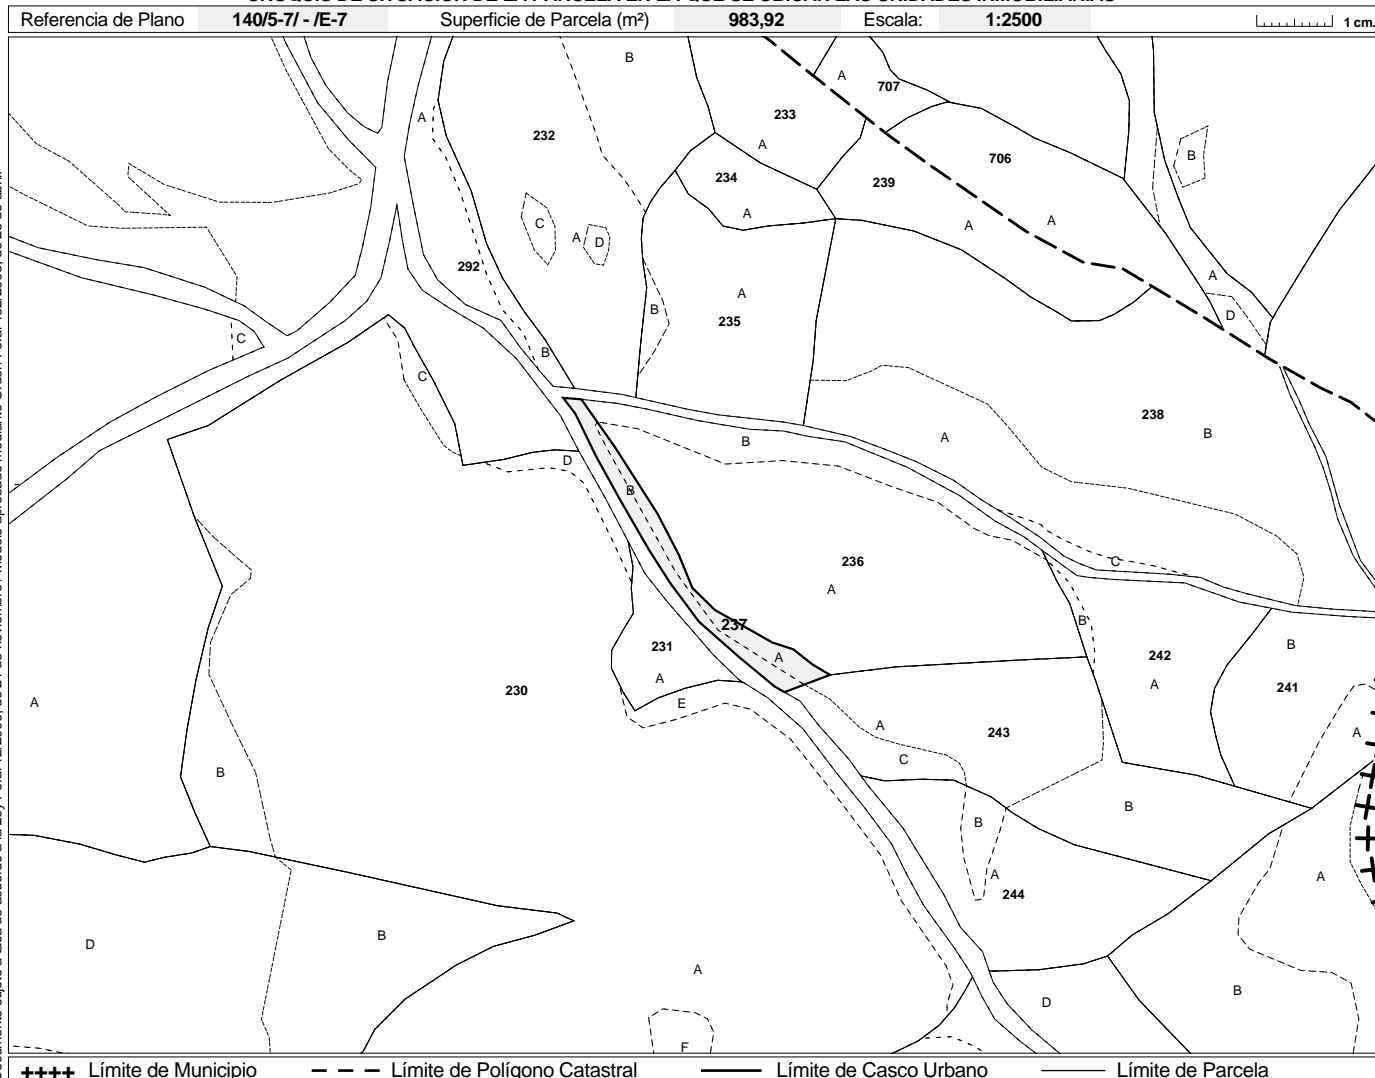 Referencia de Plano 140/5-7/ - /E-7 Superficie de Parcela (m²) 983,92 Escala: 1:2500 1 cm.
B
A
707
233
A
232
A
B
706
234
239
A
A
A
C
A
D
292
A
A
B
235
D
C
B
C
238
B
A
B
D
B
C
236
A
B
237
231
242
B
A
A
A
241
230
E
A
243
A
A
C
B
B
B
A
A
244
B
D
A
B
D
F
++++ Límite de Municipio
Límite de Polígono Catastral
Límite de Casco Urbano
Límite de Parcela